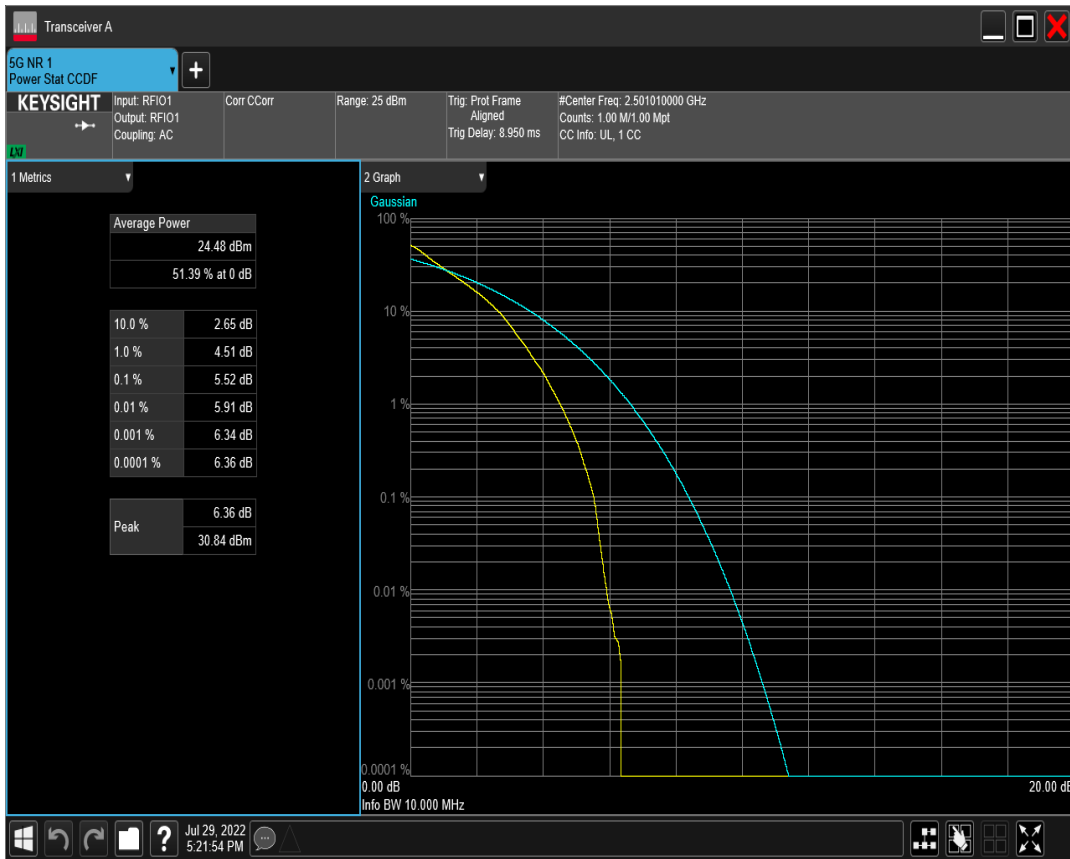 Transceiver A
5G NR 1
Power Stat CCDF
+
KEYSIGHT
LXI
Input: RFIO1
Output: RFIO1
Coupling: AC
Corr CCorr
Range: 25 dBm
Trig: Prot Frame
Aligned
Trig Delay: 8.950 ms
#Center Freq: 2.501010000 GHz
Counts: 1.00 M/1.00 Mpt
CC Info: UL, 1 CC
1 Metrics
Average Power
24.48 dBm
51.39 % at 0 dB
10.0 % 2.65 dB
1.0 % 4.51 dB
0.1 % 5.52 dB
0.01 % 5.91 dB
0.001 % 6.34 dB
0.0001 % 6.36 dB
Peak 6.36 dB
30.84 dBm
2 Graph
Gaussian
100 %
10 %
1 %
0.1 %
0.01 %
0.001 %
0.0001 %
0.00 dB 20.00 dB
Info BW 10.000 MHz
? Jul 29, 2022
5:21:54 PM